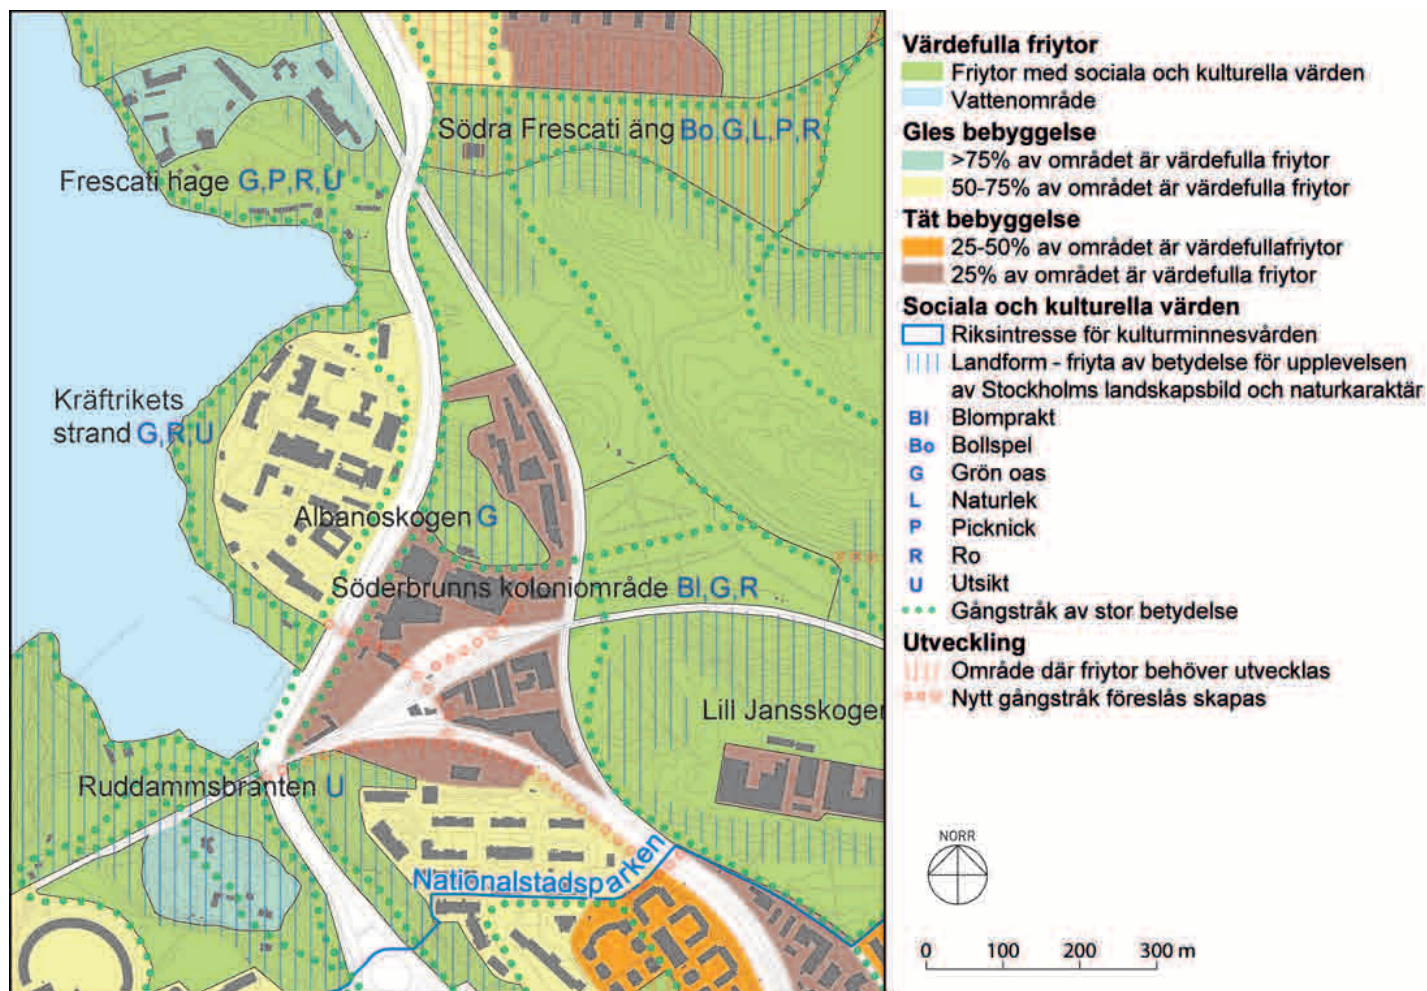 Södra Frescati äng Bo,G,L,P,R
Frescati hage G,P,R,U
Kräftrikets
strand G,R,U
Albanoskogen G
Söderbrunns koloniområde Bl,G,R
Lill Jansskogen
Ruddammsbranten U
Nationalstadsparken
Värdefulla friytor
Friytor med sociala och kulturella värden
Vattenområde
Gles bebyggelse
>75% av området är värdefulla friytor
50-75% av området är värdefulla friytor
Tät bebyggelse
25-50% av området är värdefullafriytor
25% av området är värdefulla friytor
Sociala och kulturella värden
Riksintresse för kulturminnesvården
Landform - friyta av betydelse för upplevelsen
av Stockholms landskapsbild och naturkaraktär
Bl Blomprakt
Bo Bollspel
G Grön oas
L Naturlek
P Picknick
R Ro
U Utsikt
Gångstråk av stor betydelse
Utveckling
Område där friytor behöver utvecklas
Nytt gångstråk föreslås skapas
NORR
0 100 200 300 m